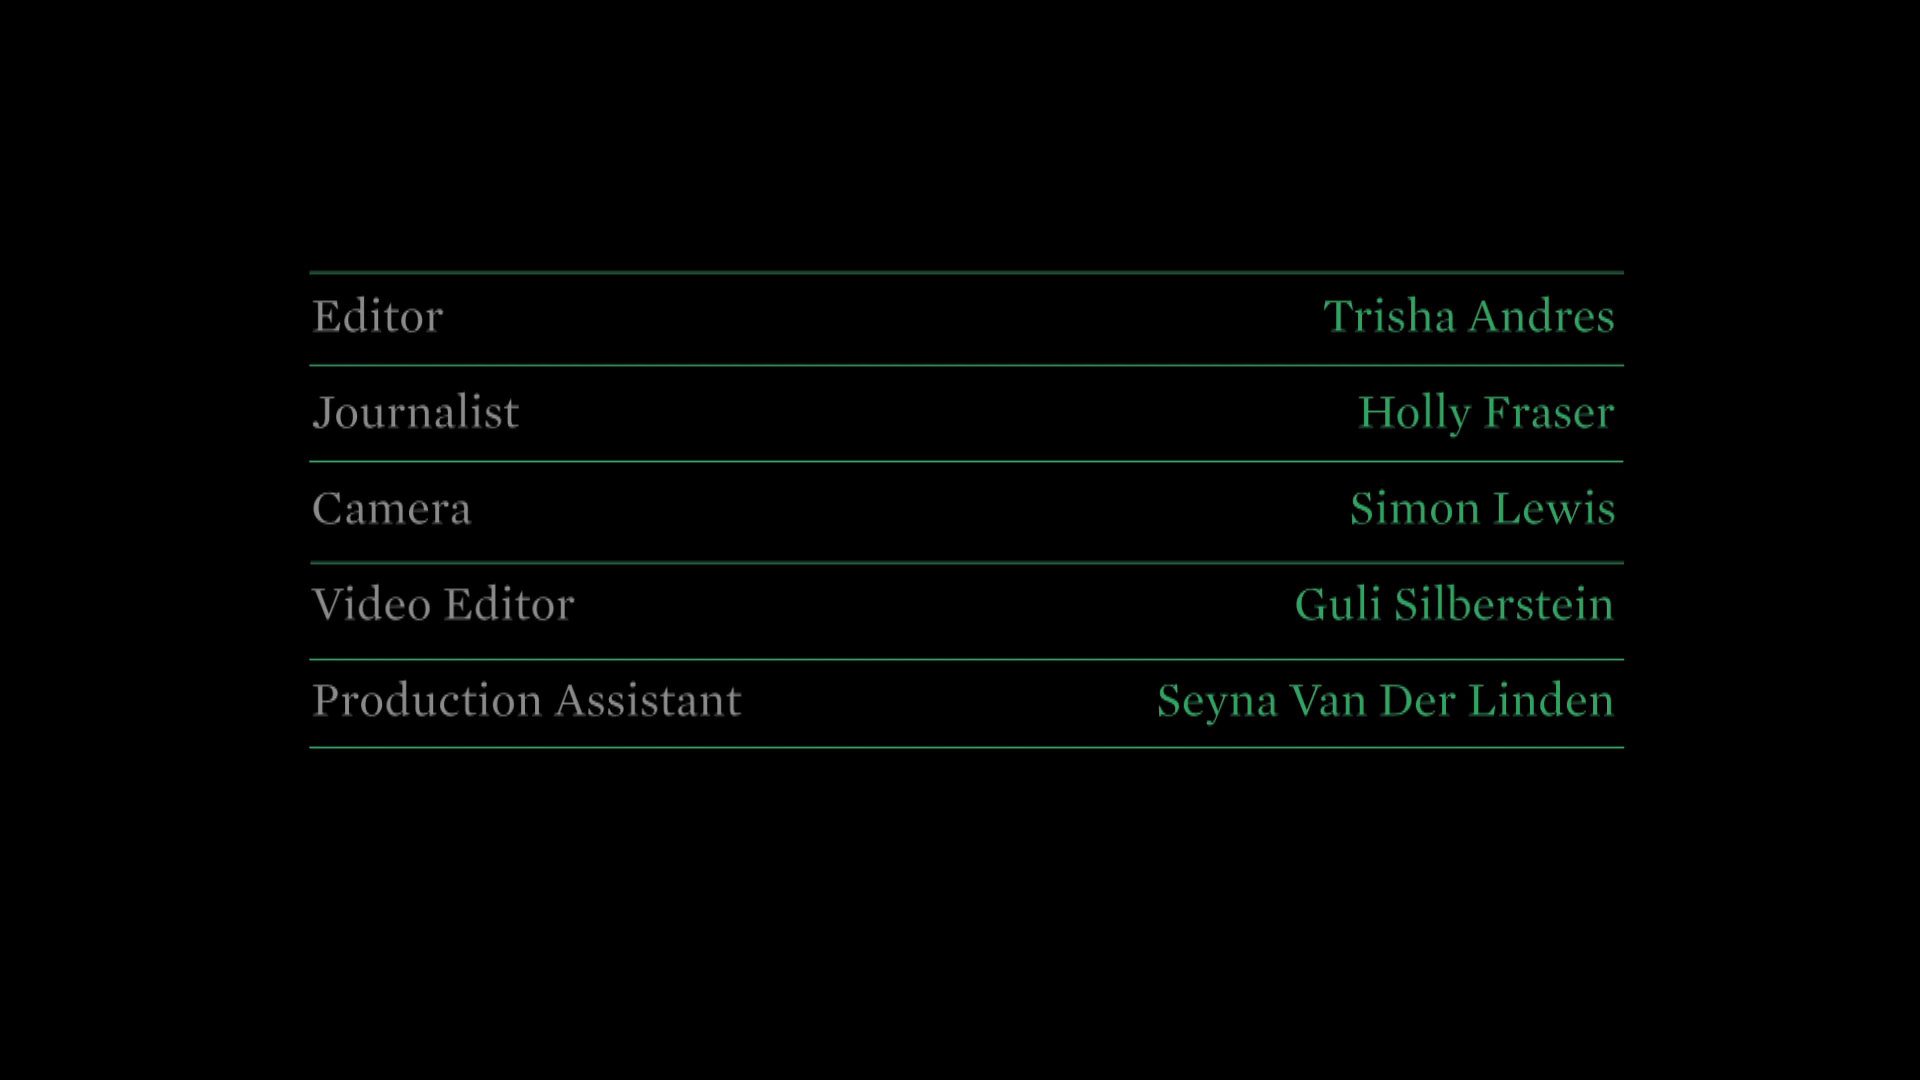 Editor Trisha Andres
Journalist Holly Fraser
Camera Simon Lewis
Video Editor Guli Silberstein
Production Assistant Seyna Van Der Linden